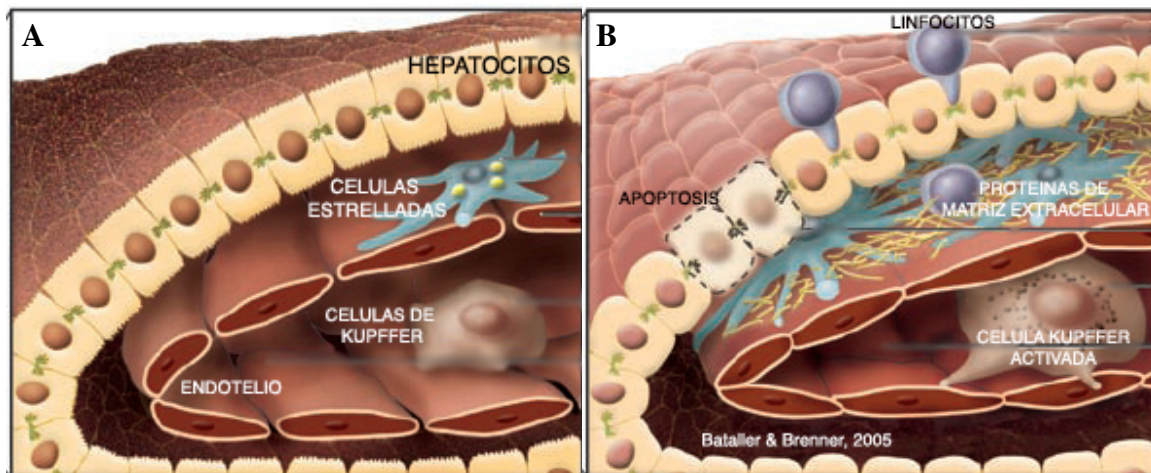 A
HEPATOCITOS
CELULAS
ESTRELLADAS
CELULAS DE
KUPFFER
ENDOTELIO
B
LINFOCITOS
APOPTOSIS
PROTEINAS DE
MATRIZ EXTRACELULAR
CELULA KUPFFER
ACTIVADA
Bataller & Brenner, 2005